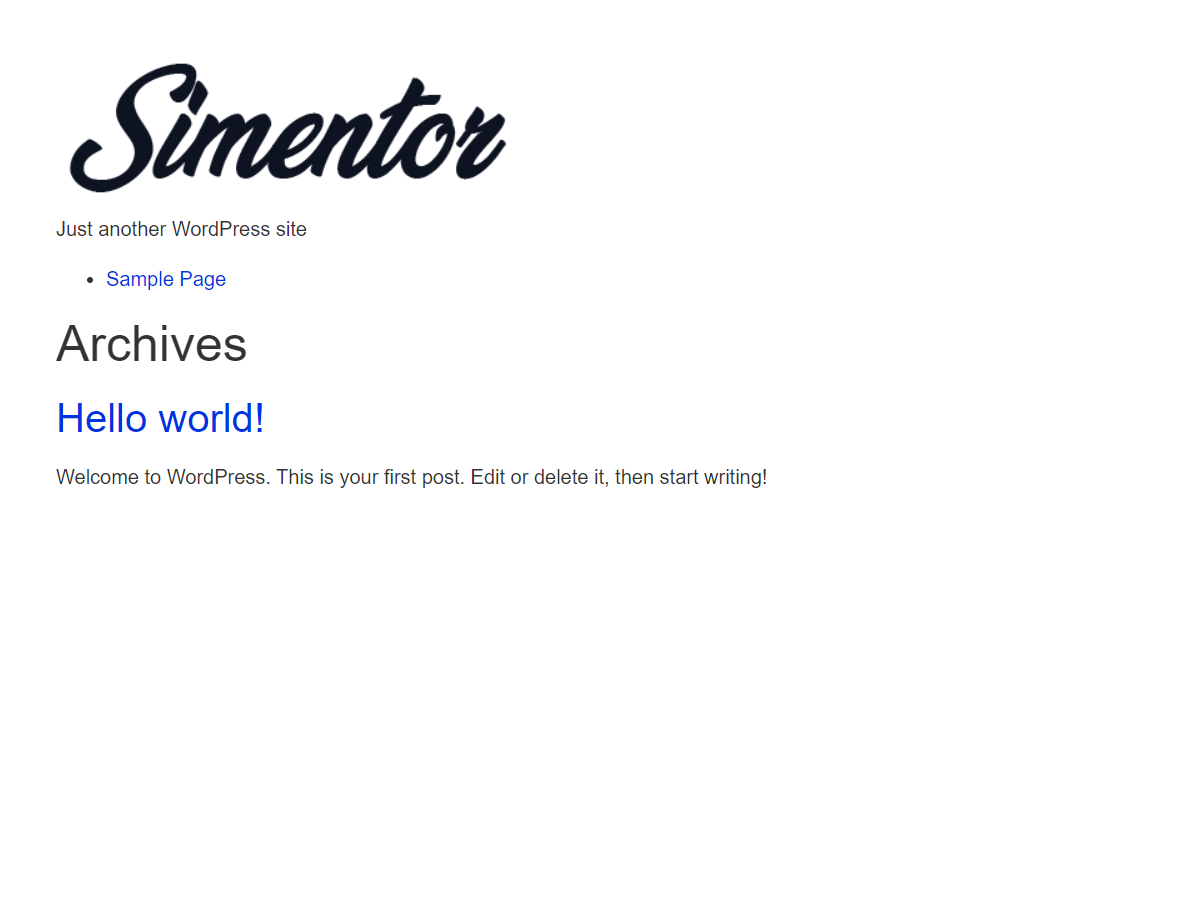 Simentor
Just another WordPress site
Sample Page
Archives
Hello world!
Welcome to WordPress. This is your first post. Edit or delete it, then start writing!